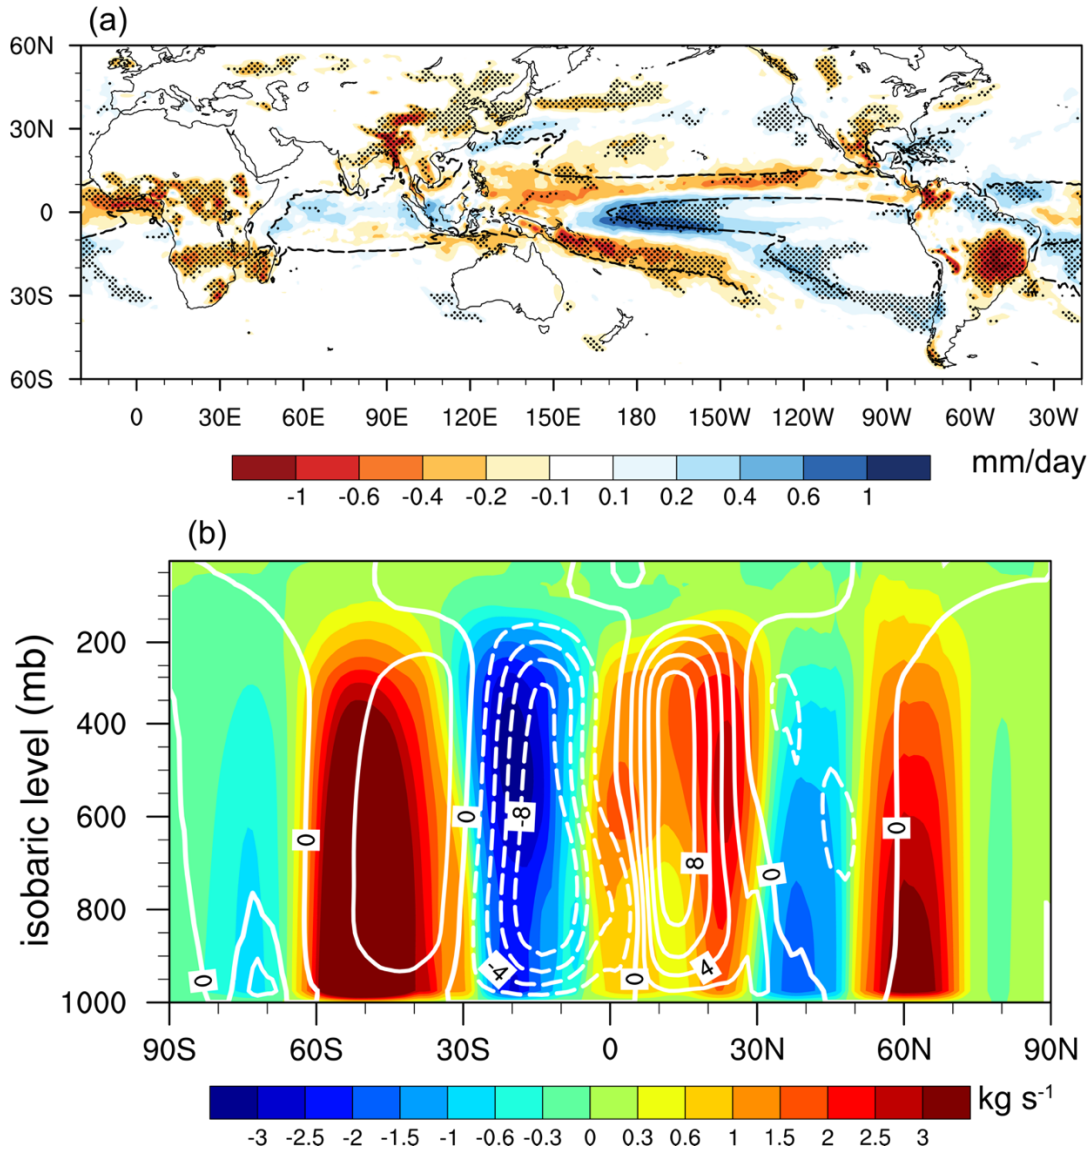 (a)
60N
30N
0
30S
60S
0 30E 60E 90E 120E 150E 180 150W 120W 90W 60W 30W
-1 -0.6 -0.4 -0.2 -0.1 0.1 0.2 0.4 0.6 1
mm/day
(b)
isobaric level (mb)
200
400
600
800
1000
0 0 -8 8 0 0
0 -4 0 4
90S 60S 30S 0 30N 60N 90N
-3 -2.5 -2 -1.5 -1 -0.6 -0.3 0 0.3 0.6 1 1.5 2 2.5 3
kg s⁻¹